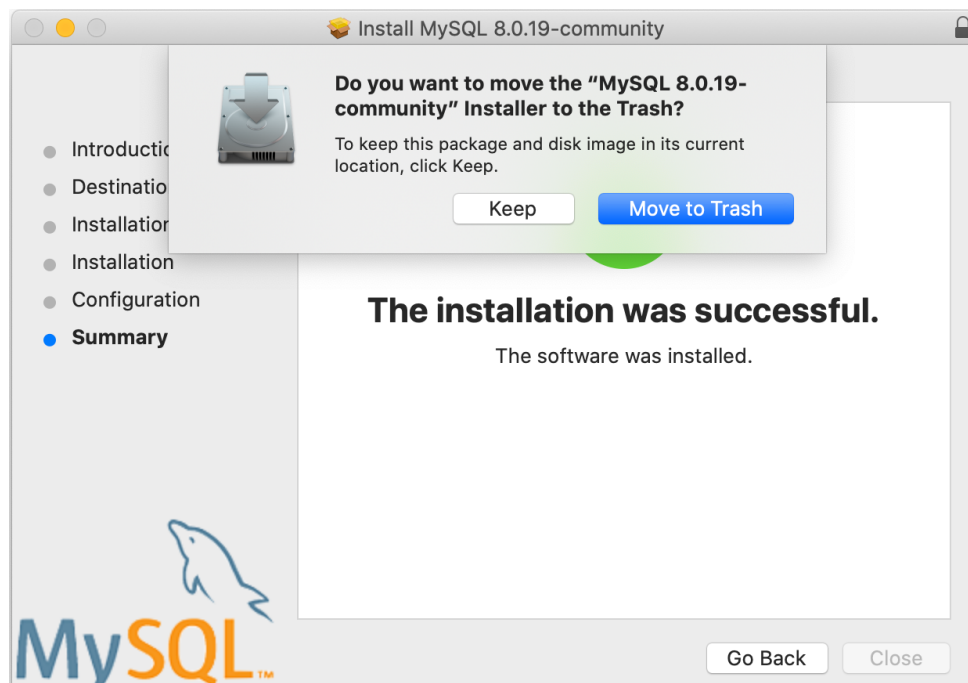 Install MySQL 8.0.19-community
Do you want to move the “MySQL 8.0.19-
community” Installer to the Trash?
To keep this package and disk image in its current
location, click Keep.
Keep
Move to Trash
Introductio
Destinatio
Installation
Installation
Configuration
Summary
The installation was successful.
The software was installed.
MySQL™
Go Back
Close